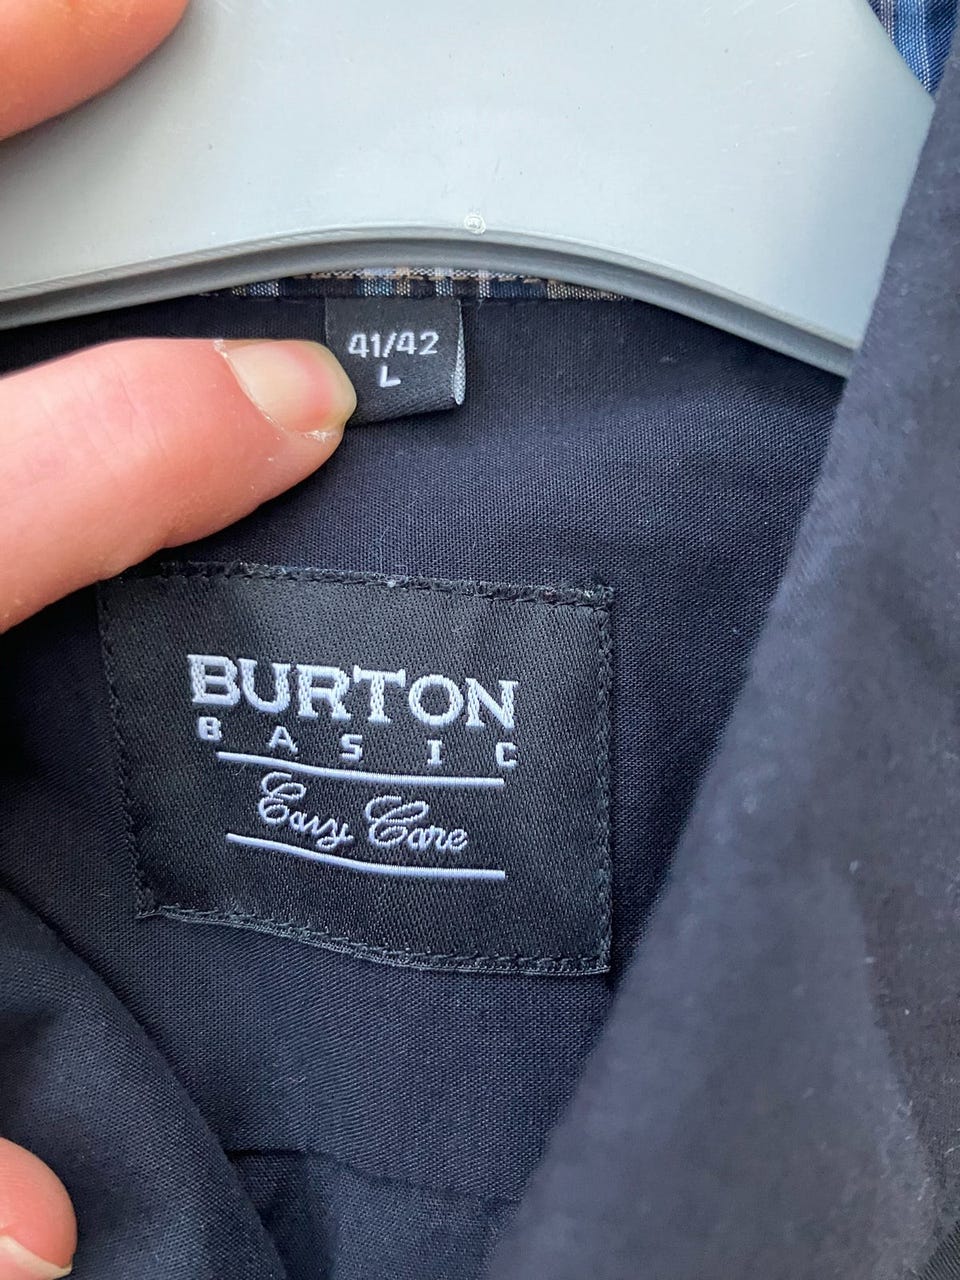 41/42
L
BURTON
BASIC
Easy Care